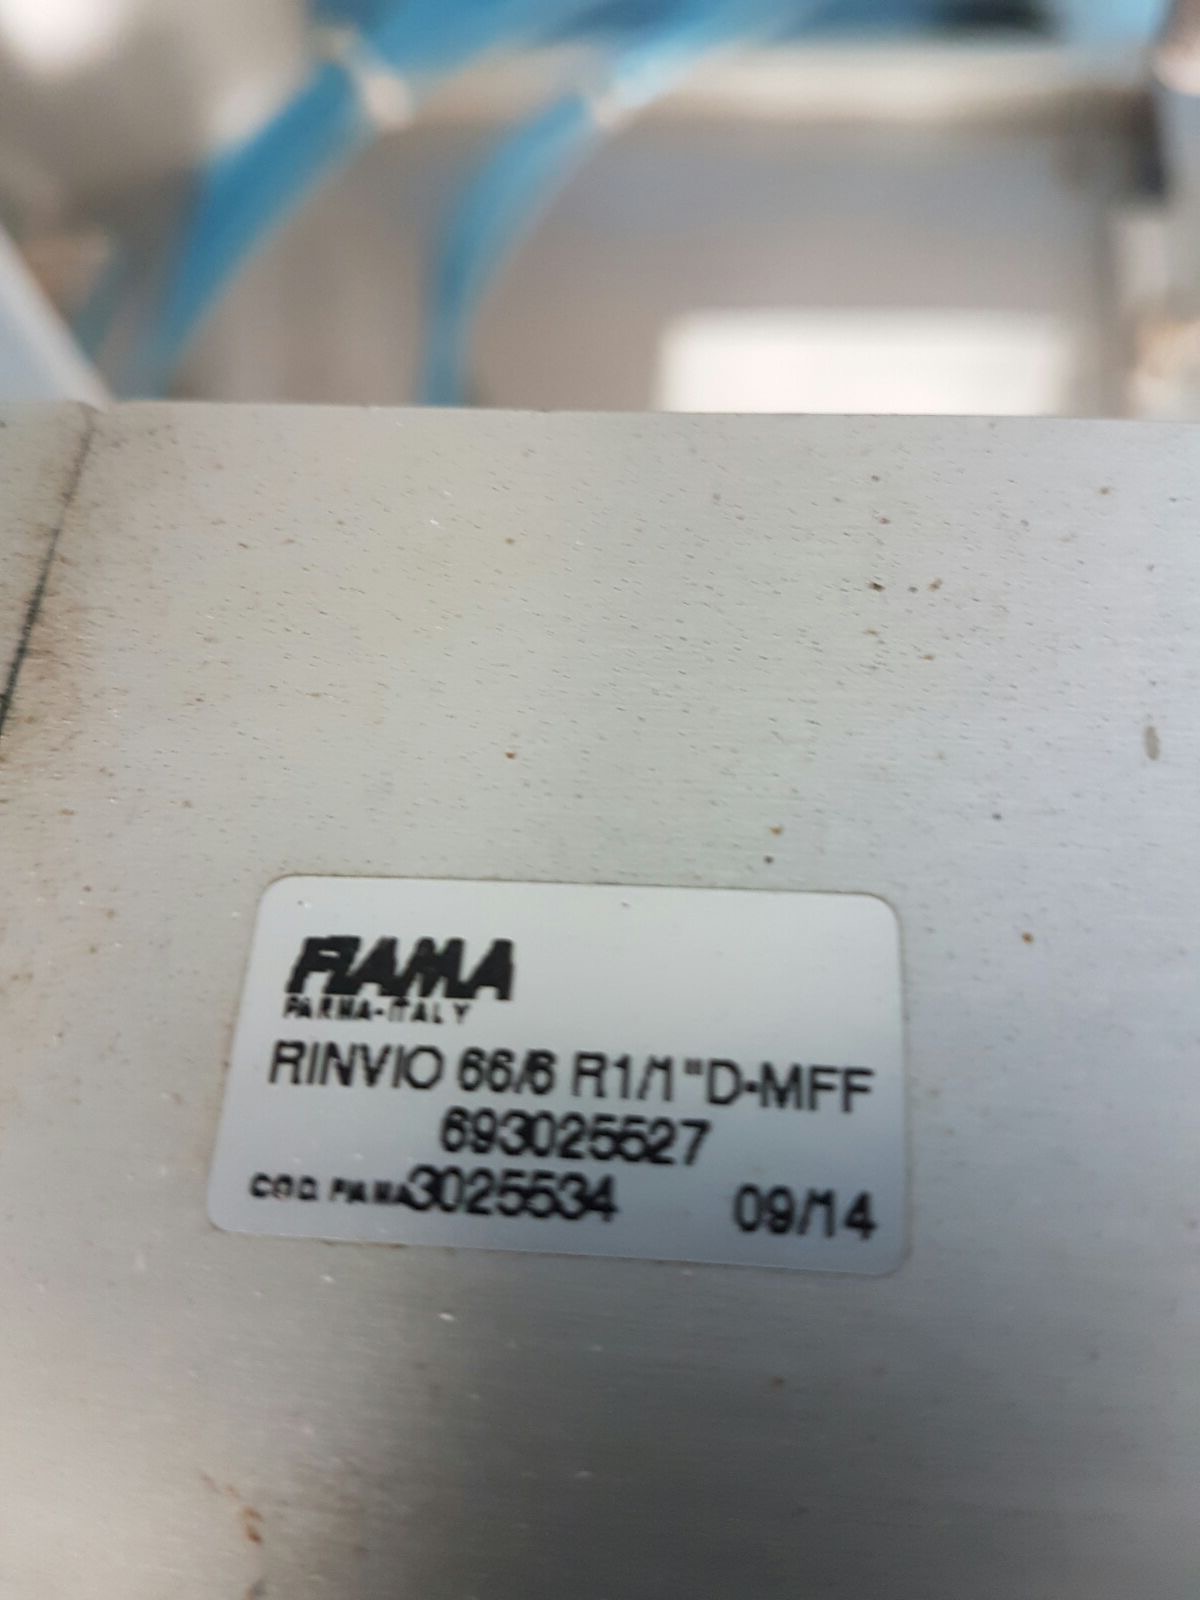 FIAMA
PARMA-ITALY
RINVIO 66/6 R1/1"D-MFF
693025527
COD. FIAMA 3025534 09/14